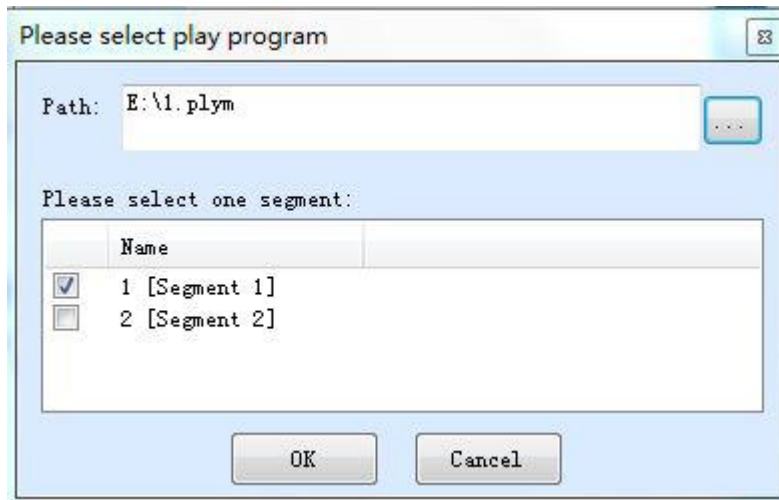 Please select play program
Path: E:\1.plym
...
Please select one segment:
Name
1 [Segment 1]
2 [Segment 2]
OK Cancel